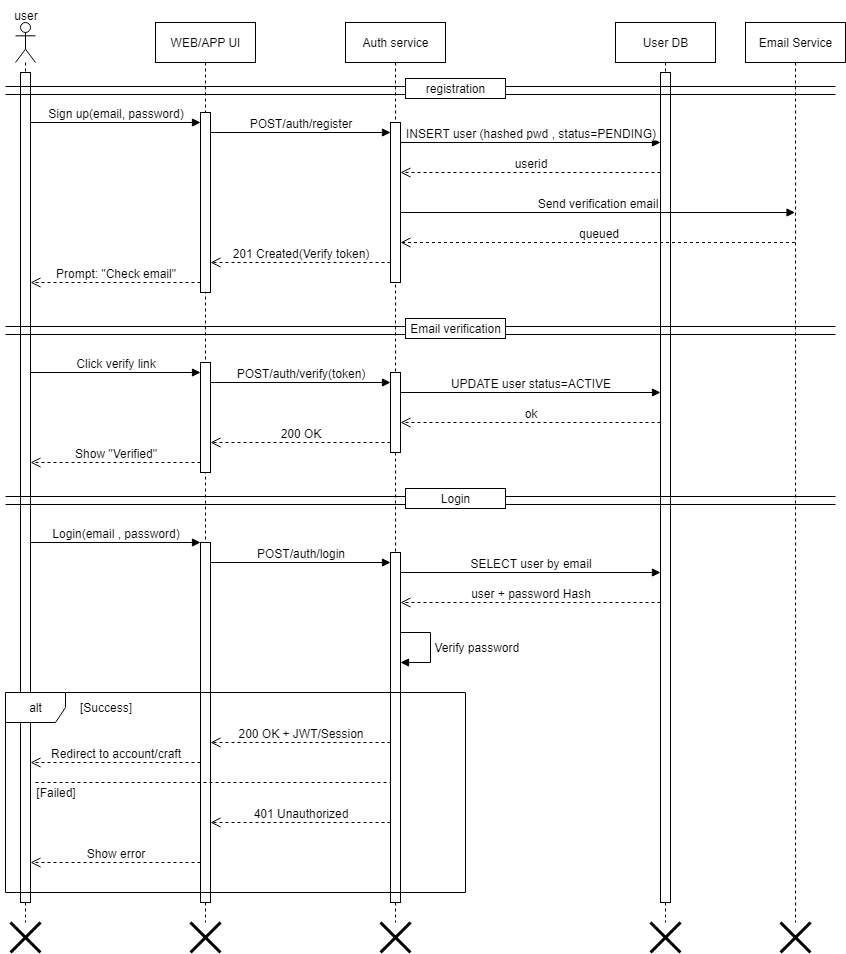 user
WEB/APP UI
Auth service
User DB
Email Service
registration
Sign up(email, password)
POST/auth/register
INSERT user (hashed pwd , status=PENDING)
userid
Send verification email
queued
201 Created(Verify token)
Prompt: "Check email"
Email verification
Click verify link
POST/auth/verify(token)
UPDATE user status=ACTIVE
ok
200 OK
Show "Verified"
Login
Login(email , password)
POST/auth/login
SELECT user by email
user + password Hash
Verify password
alt
[Success]
200 OK + JWT/Session
Redirect to account/craft
[Failed]
401 Unauthorized
Show error